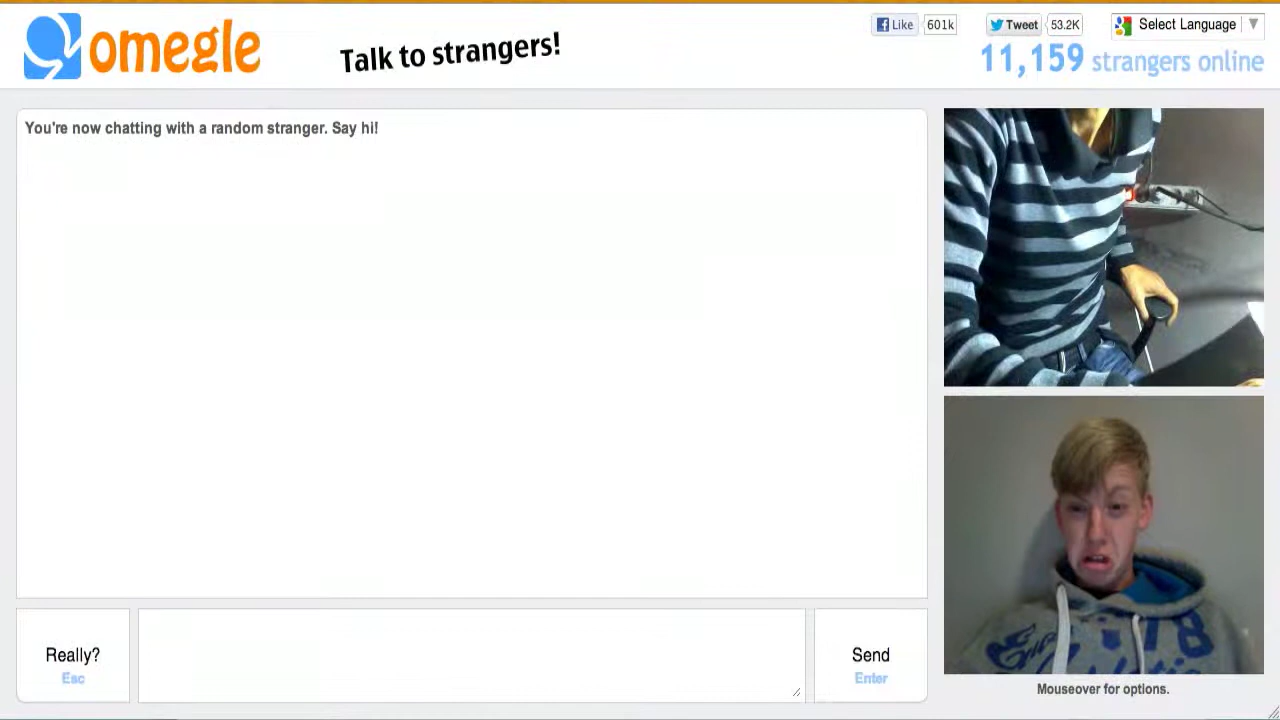 omegle
Talk to strangers!
Like 601k Tweet 53.2K Select Language
11,159 strangers online
You're now chatting with a random stranger. Say hi!
Really?
Esc
Send
Enter
78
Mouseover for options.